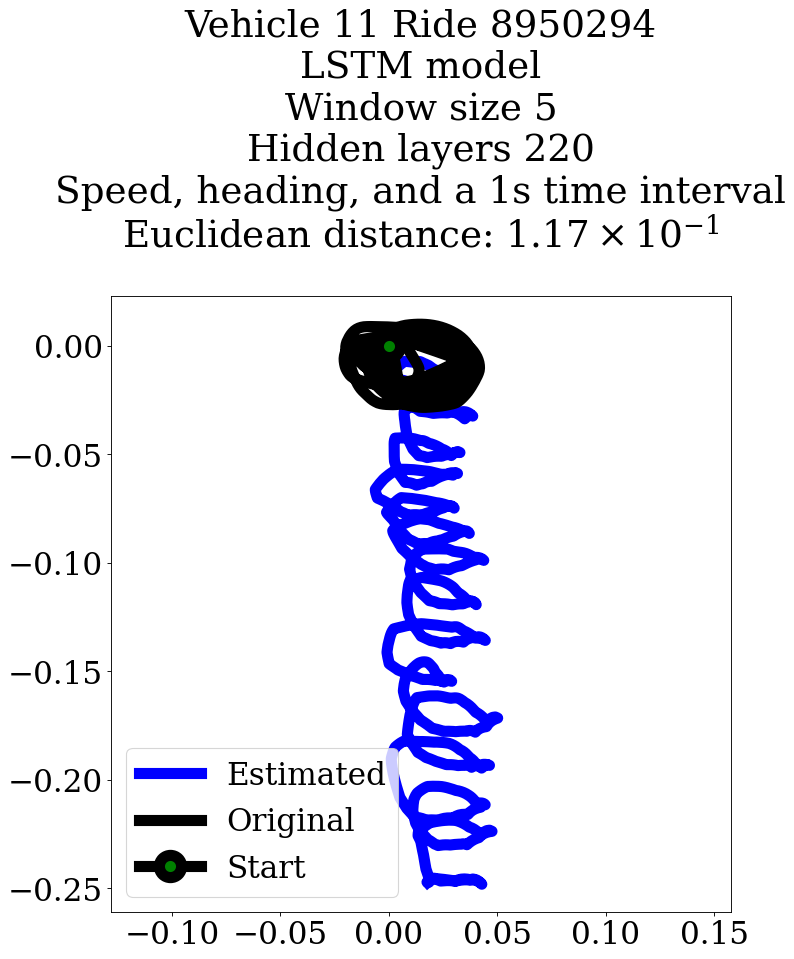 Vehicle 11 Ride 8950294
LSTM model
Window size 5
Hidden layers 220
Speed, heading, and a 1s time interval
Euclidean distance: 1.17 × 10⁻¹
0.00
−0.05
−0.10
−0.15
−0.20
−0.25
Estimated
Original
Start
−0.10 −0.05 0.00 0.05 0.10 0.15